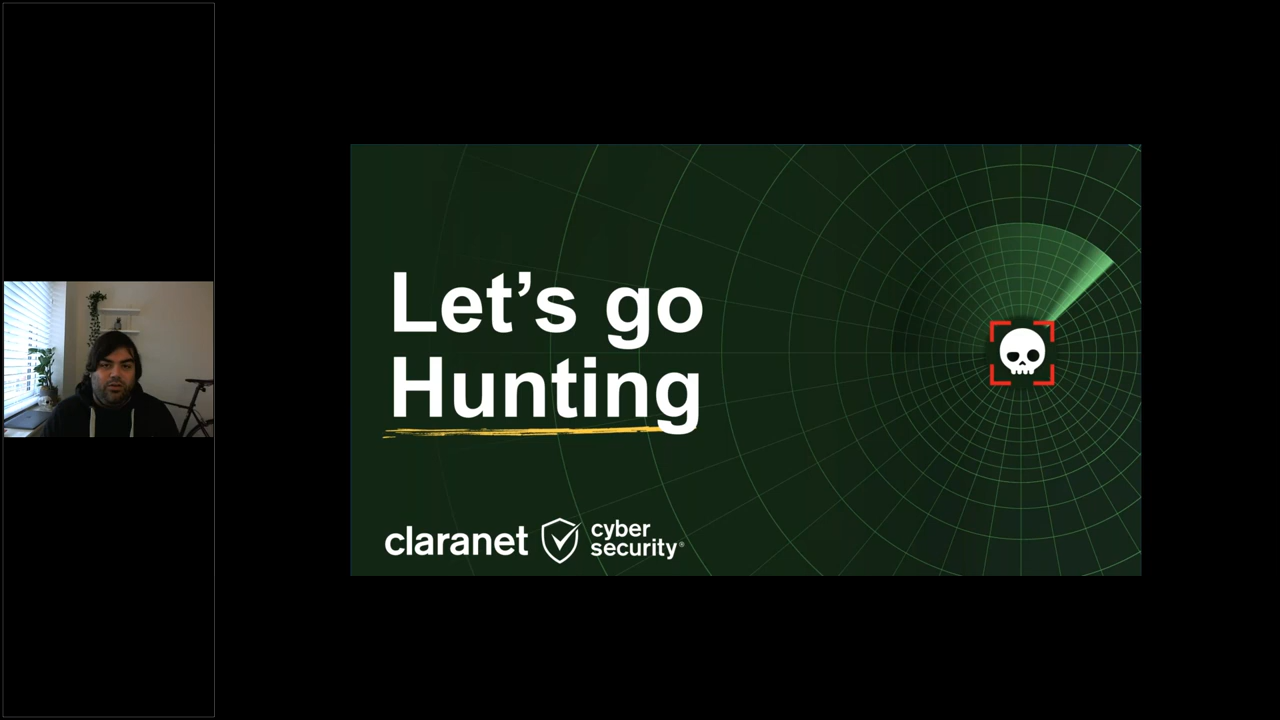 Let’s go
Hunting
claranet
cyber
security®